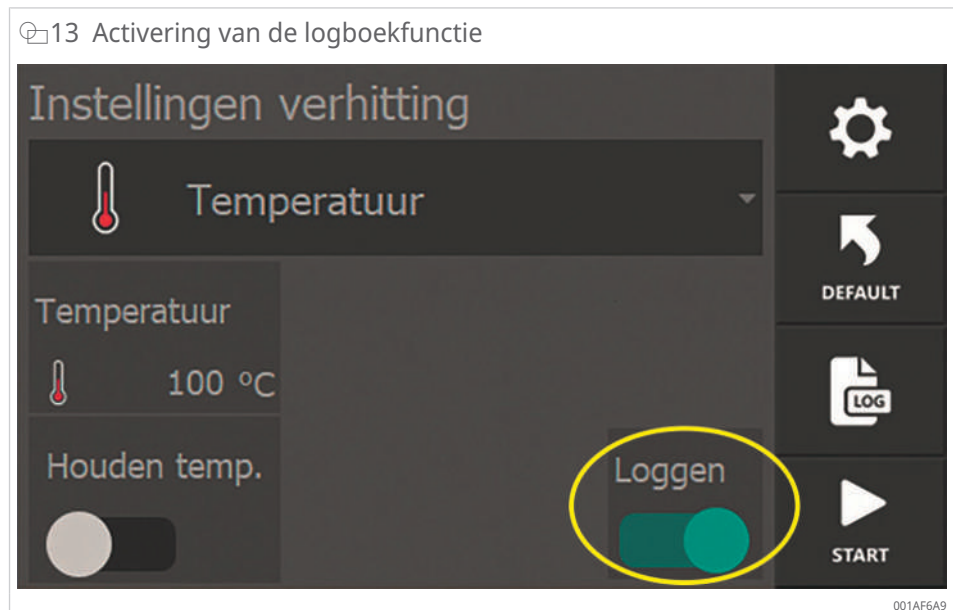 13 Activering van de logboekfunctie
Instellingen verhitting
Temperatuur
DEFAULT
Temperatuur
100 °C
LOG
Houden temp.
Loggen
START
001AF6A9